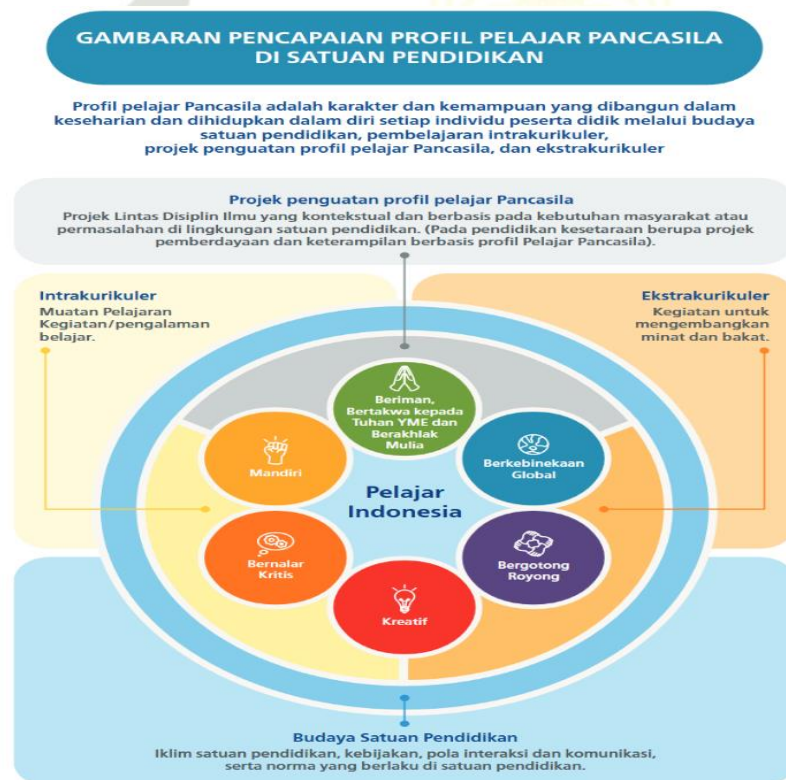 GAMBARAN PENCAPAIAN PROFIL PELAJAR PANCASILA
DI SATUAN PENDIDIKAN
Profil pelajar Pancasila adalah karakter dan kemampuan yang dibangun dalam
keseharian dan dihidupkan dalam diri setiap individu peserta didik melalui budaya
satuan pendidikan, pembelajaran intrakurikuler,
projek penguatan profil pelajar Pancasila, dan ekstrakurikuler
Projek penguatan profil pelajar Pancasila
Projek Lintas Disiplin Ilmu yang kontekstual dan berbasis pada kebutuhan masyarakat atau
permasalahan di lingkungan satuan pendidikan. (Pada pendidikan kesetaraan berupa projek
pemberdayaan dan keterampilan berbasis profil Pelajar Pancasila).
Intrakurikuler
Muatan Pelajaran
Kegiatan/pengalaman
belajar.
Ekstrakurikuler
Kegiatan untuk
mengembangkan
minat dan bakat.
Beriman,
Bertakwa kepada
Tuhan YME dan
Berakhlak
Mulia
Mandiri
Berkebinekaan
Global
Pelajar
Indonesia
Bernalar
Kritis
Bergotong
Royong
Kreatif
Budaya Satuan Pendidikan
Iklim satuan pendidikan, kebijakan, pola interaksi dan komunikasi,
serta norma yang berlaku di satuan pendidikan.